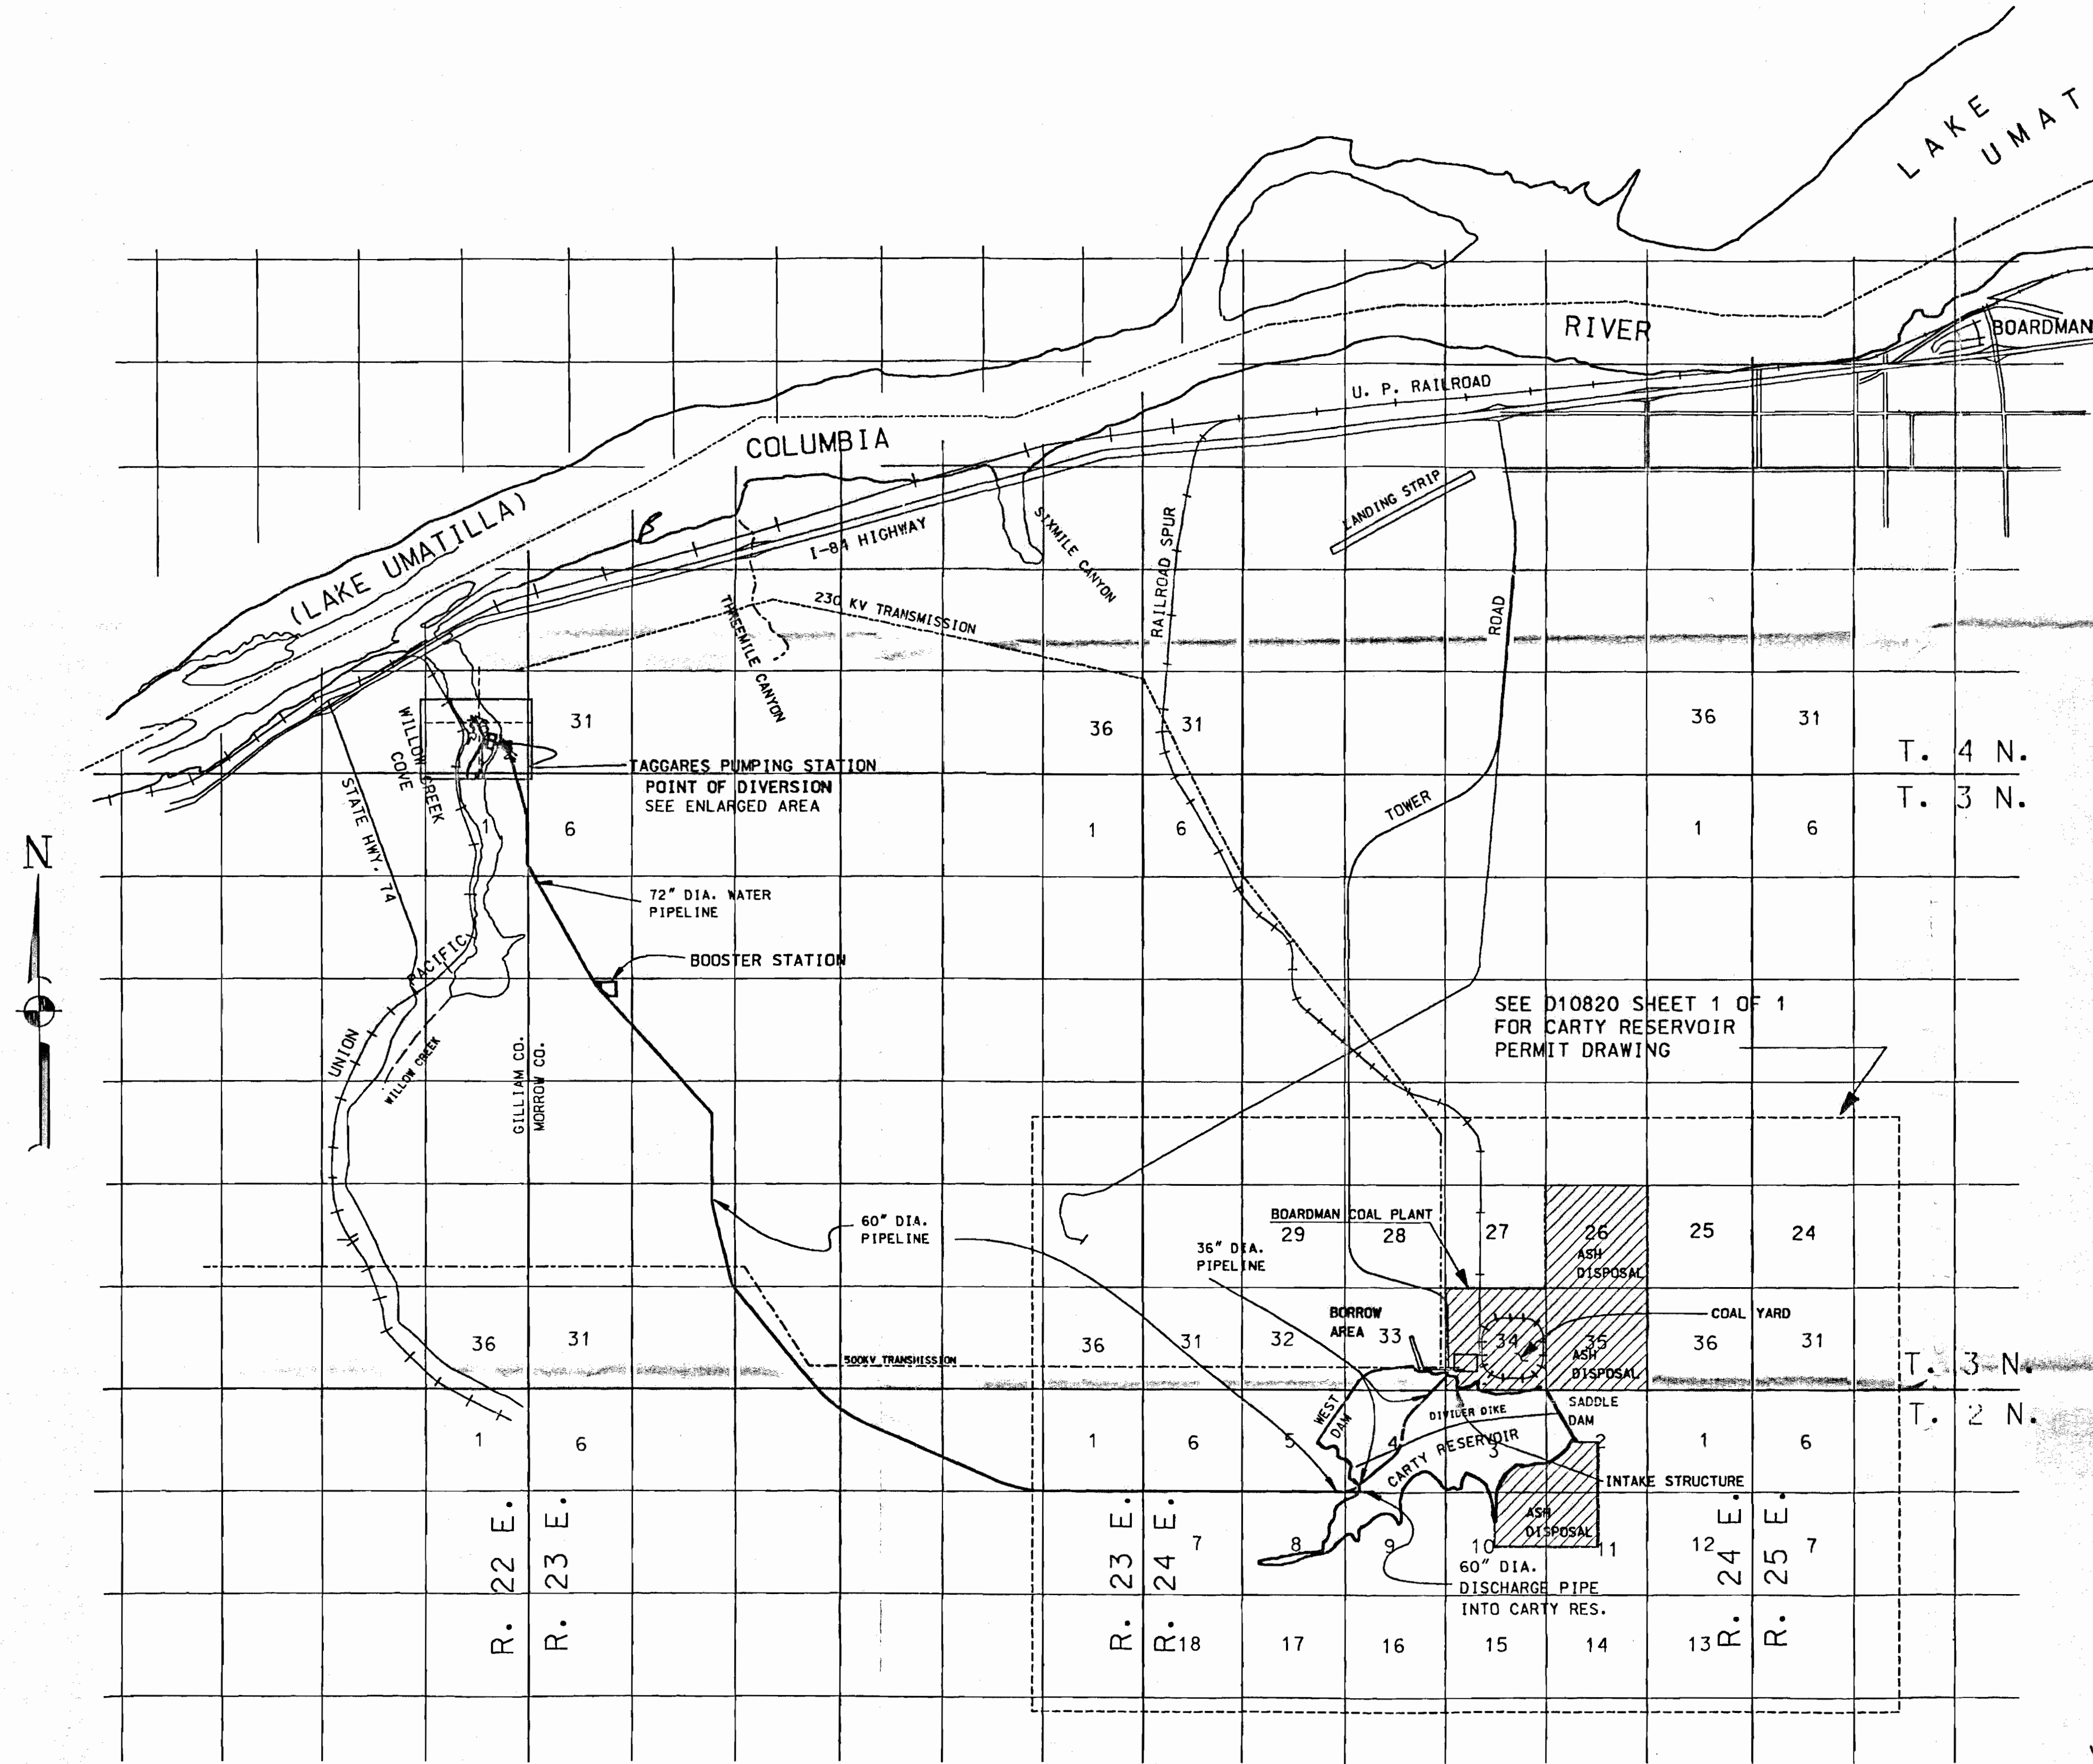 LAKE
UMAT
RIVER
BOARDMAN
U. P. RAILROAD
COLUMBIA
(LAKE UMATILLA)
I-84 HIGHWAY
SIXMILE CANYON
RAILROAD SPUR
LANDING STRIP
THREEMILE CANYON
230 KV TRANSMISSION
ROAD
31
36
31
36
31
T. 4 N.
T. 3 N.
WILLOW CREEK
COVE
TAGGARES PUMPING STATION
POINT OF DIVERSION
SEE ENLARGED AREA
STATE HWY. 74
TOWER
1
6
1
6
1
6
N
72" DIA. WATER
PIPELINE
PACIFIC
BOOSTER STATION
UNION
WILLOW CREEK
GILLIAM CO.
MORROW CO.
SEE D10820 SHEET 1 OF 1
FOR CARTY RESERVOIR
PERMIT DRAWING
60" DIA.
PIPELINE
BOARDMAN COAL PLANT
29
28
27
26
25
24
ASH
DISPOSAL
36" DIA.
PIPELINE
BORROW
AREA
COAL YARD
36
31
36
31
32
33
34
35
36
31
ASH
DISPOSAL
500KV TRANSMISSION
T. 3 N.
T. 2 N.
WEST
DAM
DIVIDER DIKE
SADDLE
DAM
CARTY RESERVOIR
1
6
1
6
5
4
3
2
1
6
INTAKE STRUCTURE
ASH
DISPOSAL
7
8
9
10
11
12
7
60" DIA.
DISCHARGE PIPE
INTO CARTY RES.
R. 22 E.
R. 23 E.
R. 23 E.
R. 24 E.
R. 24 E.
R. 25 E.
18
17
16
15
14
13